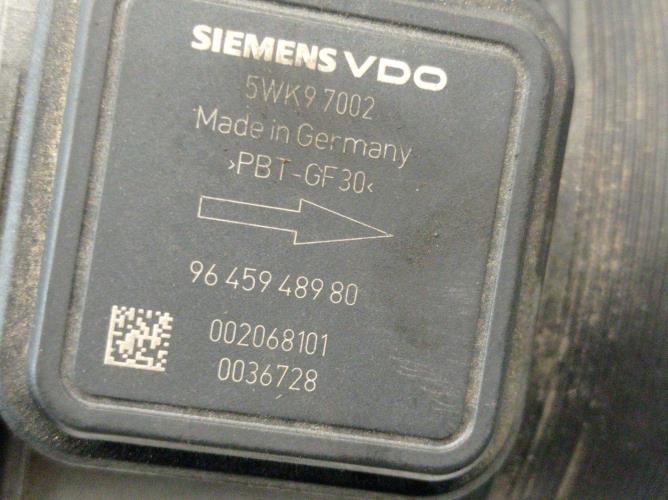 SIEMENS VDO
5WK9 7002
Made in Germany
>PBT-GF30<
96 459 489 80
002068101
0036728